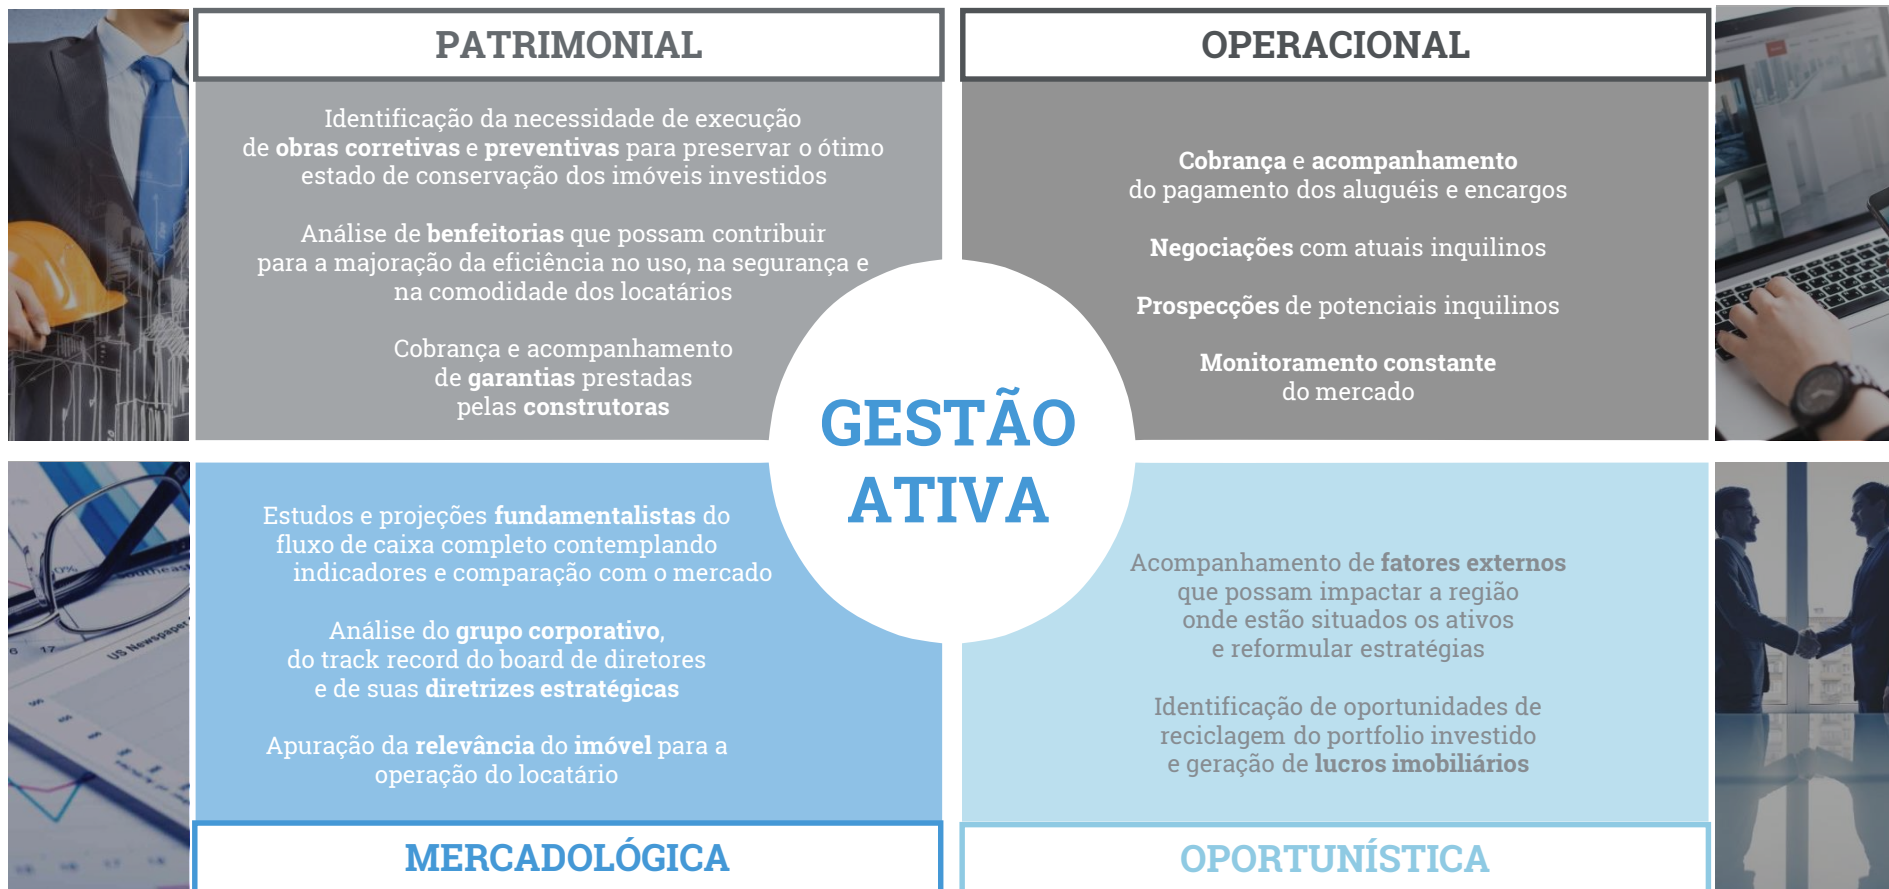 PATRIMONIAL
Identificação da necessidade de execução
de obras corretivas e preventivas para preservar o ótimo
estado de conservação dos imóveis investidos
Análise de benfeitorias que possam contribuir
para a majoração da eficiência no uso, na segurança e
na comodidade dos locatários
Cobrança e acompanhamento
de garantias prestadas
pelas construtoras
OPERACIONAL
Cobrança e acompanhamento
do pagamento dos aluguéis e encargos
Negociações com atuais inquilinos
Prospecções de potenciais inquilinos
Monitoramento constante
do mercado
GESTÃO
ATIVA
Estudos e projeções fundamentalistas do
fluxo de caixa completo contemplando
indicadores e comparação com o mercado
Análise do grupo corporativo,
do track record do board de diretores
e de suas diretrizes estratégicas
Apuração da relevância do imóvel para a
operação do locatário
MERCADOLÓGICA
Acompanhamento de fatores externos
que possam impactar a região
onde estão situados os ativos
e reformular estratégias
Identificação de oportunidades de
reciclagem do portfolio investido
e geração de lucros imobiliários
OPORTUNÍSTICA
US Newspaper